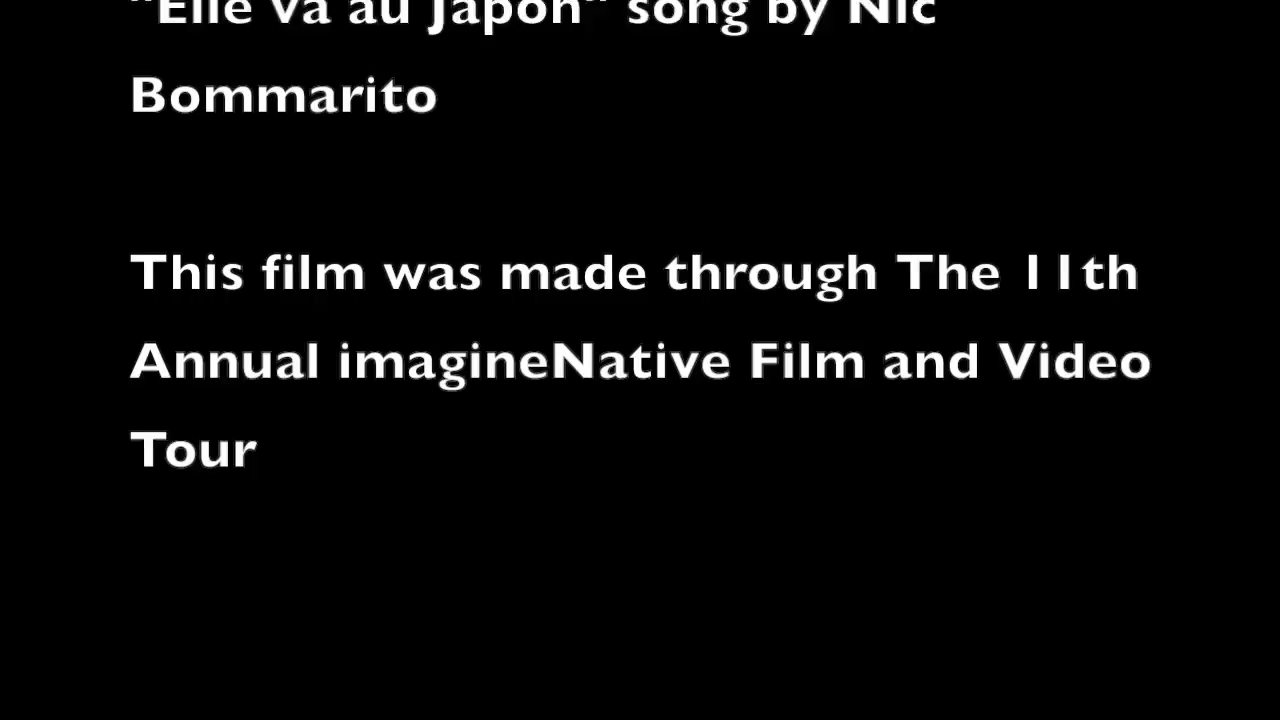 "Elle va au Japon" song by Nic
Bommarito
This film was made through The 11th
Annual imagineNative Film and Video
Tour